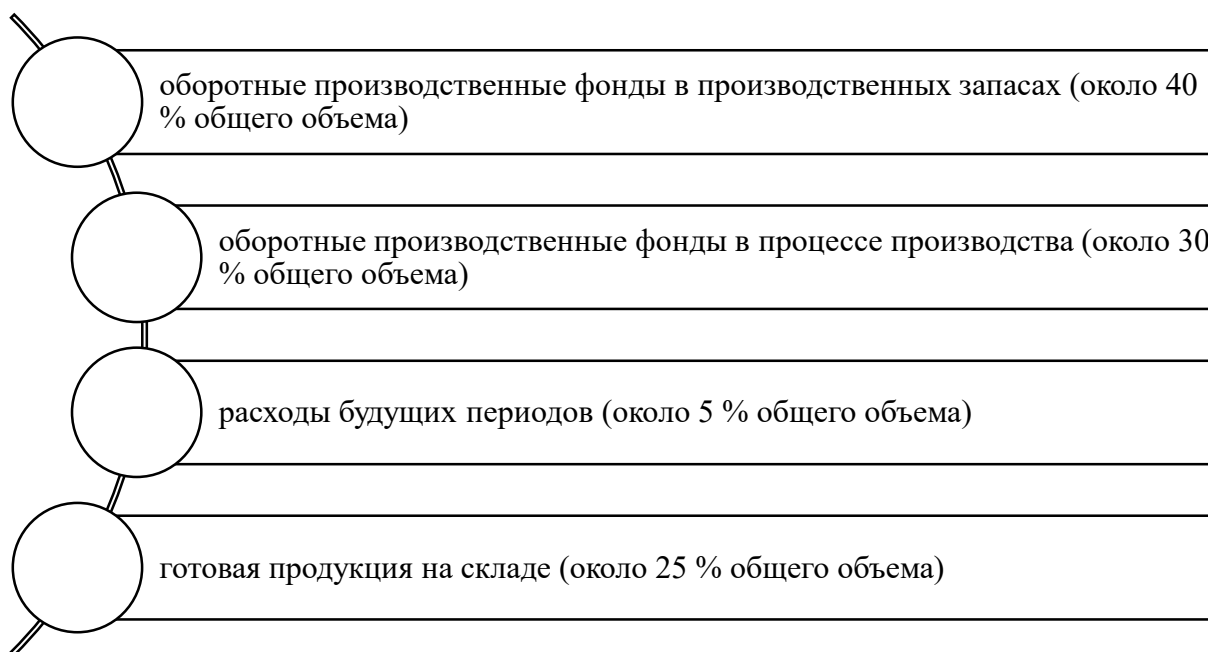 оборотные производственные фонды в производственных запасах (около 40
% общего объема)
оборотные производственные фонды в процессе производства (около 30
% общего объема)
расходы будущих периодов (около 5 % общего объема)
готовая продукция на складе (около 25 % общего объема)